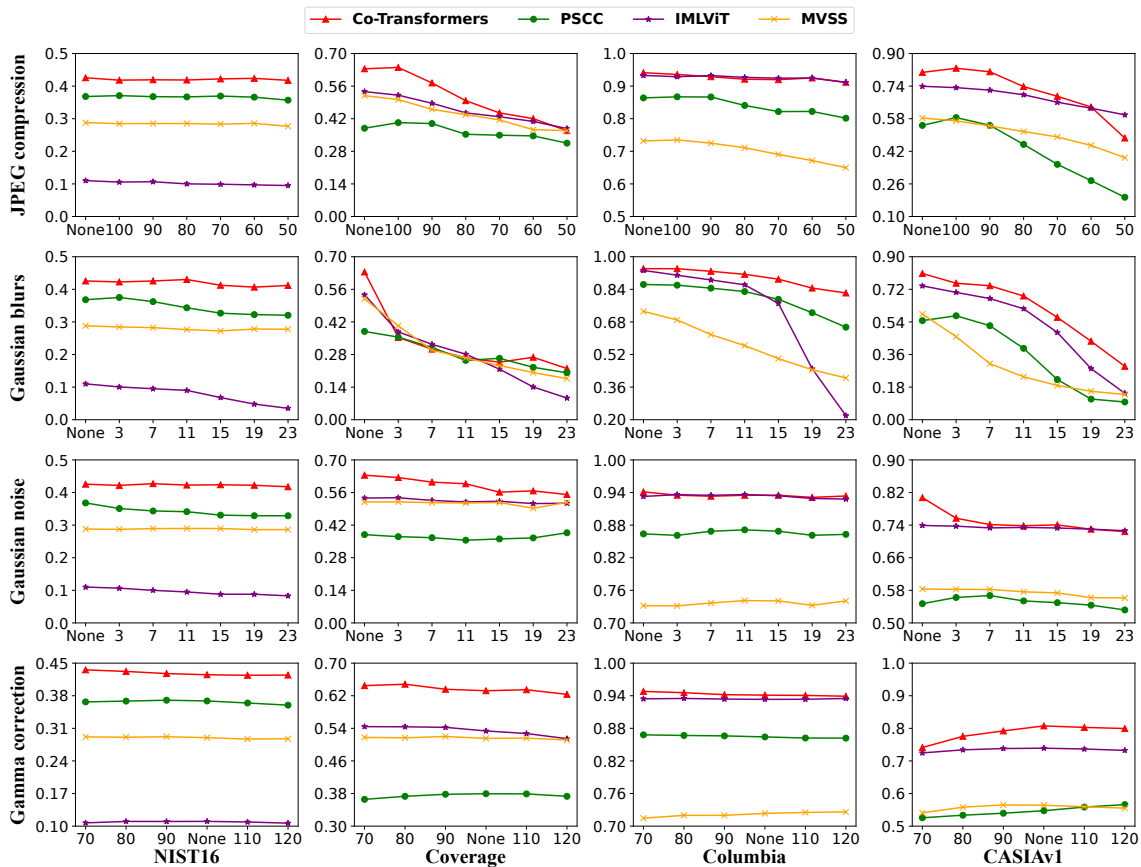 Co-Transformers PSCC IMLViT MVSS
JPEG compression
0.5 0.4 0.3 0.2 0.1 0.0
None 100 90 80 70 60 50
0.70 0.56 0.42 0.28 0.14 0.00
None 100 90 80 70 60 50
1.0 0.9 0.8 0.7 0.6 0.5
None 100 90 80 70 60 50
0.90 0.74 0.58 0.42 0.26 0.10
None 100 90 80 70 60 50
Gaussian blurs
0.5 0.4 0.3 0.2 0.1 0.0
None 3 7 11 15 19 23
0.70 0.56 0.42 0.28 0.14 0.00
None 3 7 11 15 19 23
1.00 0.84 0.68 0.52 0.36 0.20
None 3 7 11 15 19 23
0.90 0.72 0.54 0.36 0.18 0.00
None 3 7 11 15 19 23
Gaussian noise
0.5 0.4 0.3 0.2 0.1 0.0
None 3 7 11 15 19 23
0.70 0.56 0.42 0.28 0.14 0.00
None 3 7 11 15 19 23
1.00 0.94 0.88 0.82 0.76 0.70
None 3 7 11 15 19 23
0.90 0.82 0.74 0.66 0.58 0.50
None 3 7 11 15 19 23
Gamma correction
0.45 0.38 0.31 0.24 0.17 0.10
70 80 90 None 110 120
NIST16
0.70 0.62 0.54 0.46 0.38 0.30
70 80 90 None 110 120
Coverage
1.00 0.94 0.88 0.82 0.76 0.70
70 80 90 None 110 120
Columbia
1.0 0.9 0.8 0.7 0.6 0.5
70 80 90 None 110 120
CASIAv1